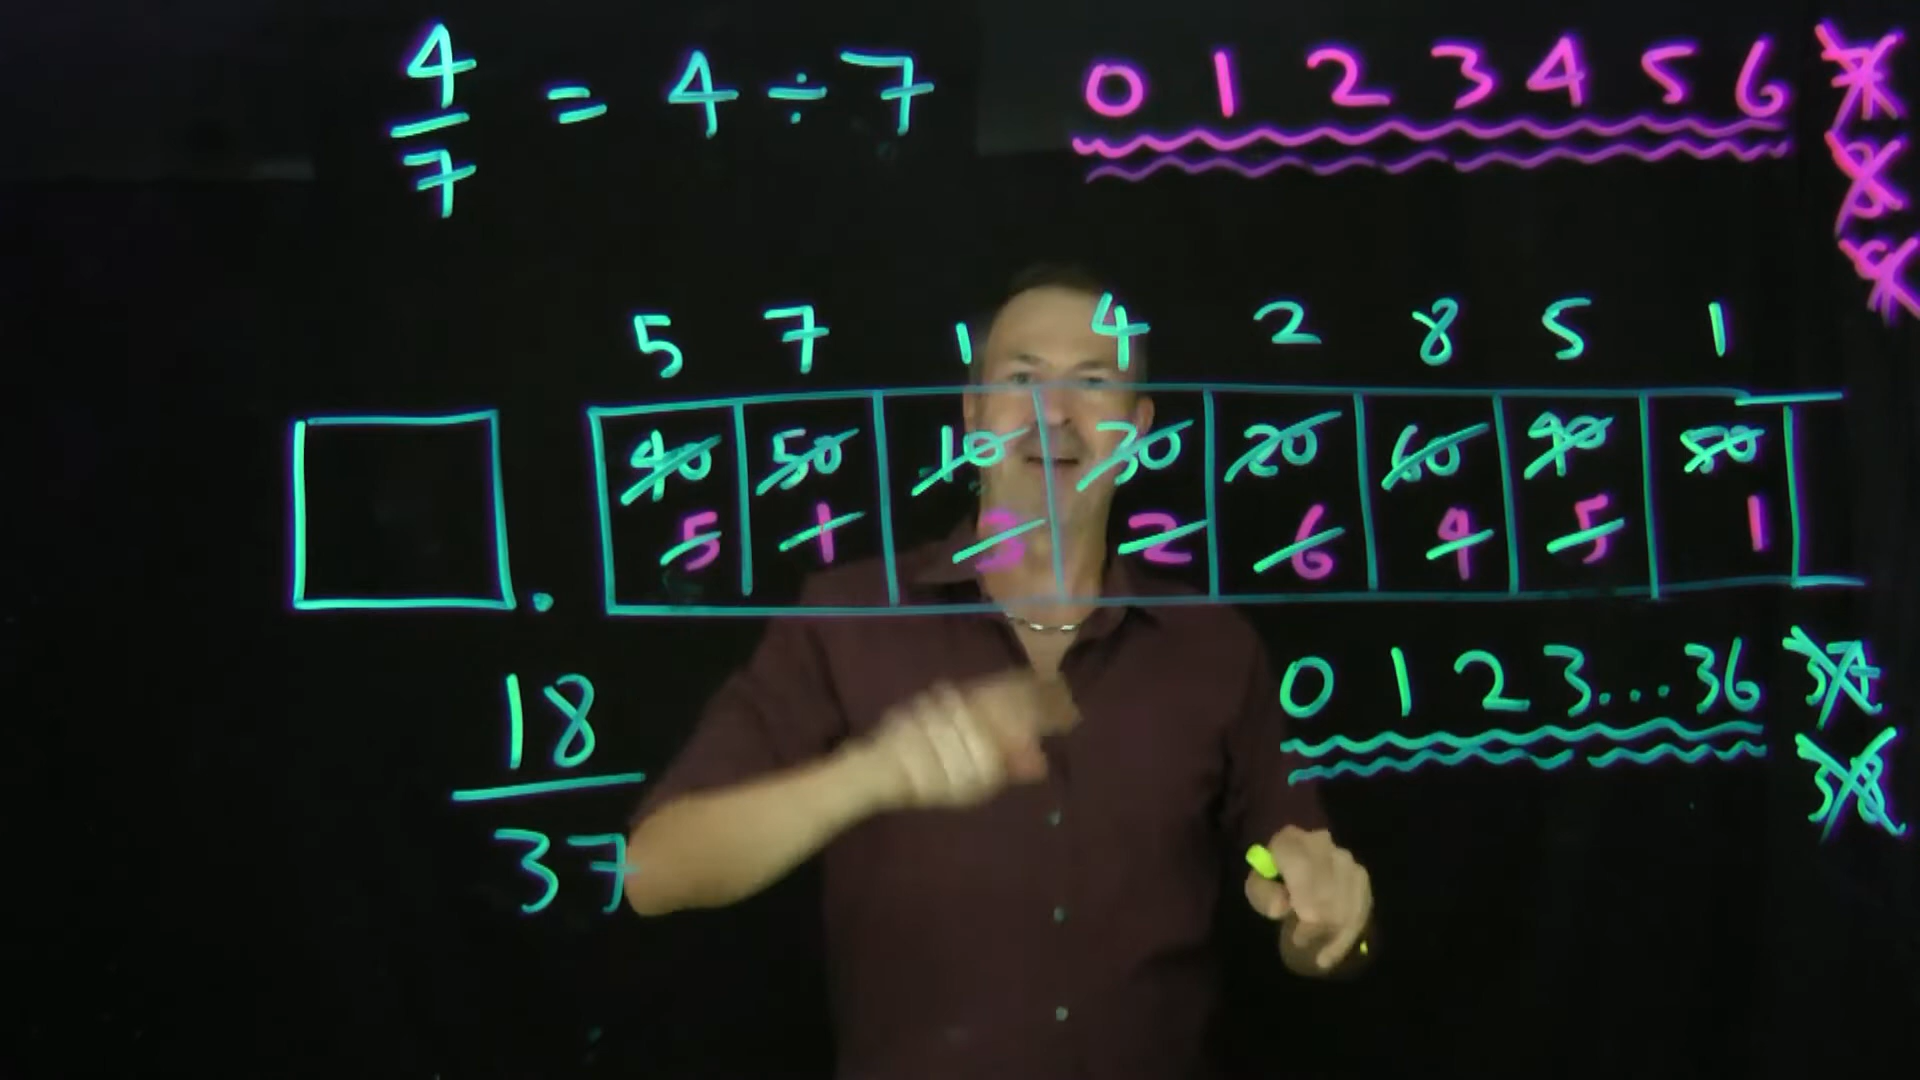 4/7 = 4 ÷ 7
0 1 2 3 4 5 6 7
8
9
5 7 1 4 2 8 5 1
. 40 50 10 30 20 60 40 50
5 1 3 2 6 4 5 1
18/37
0 1 2 3...36 37
38